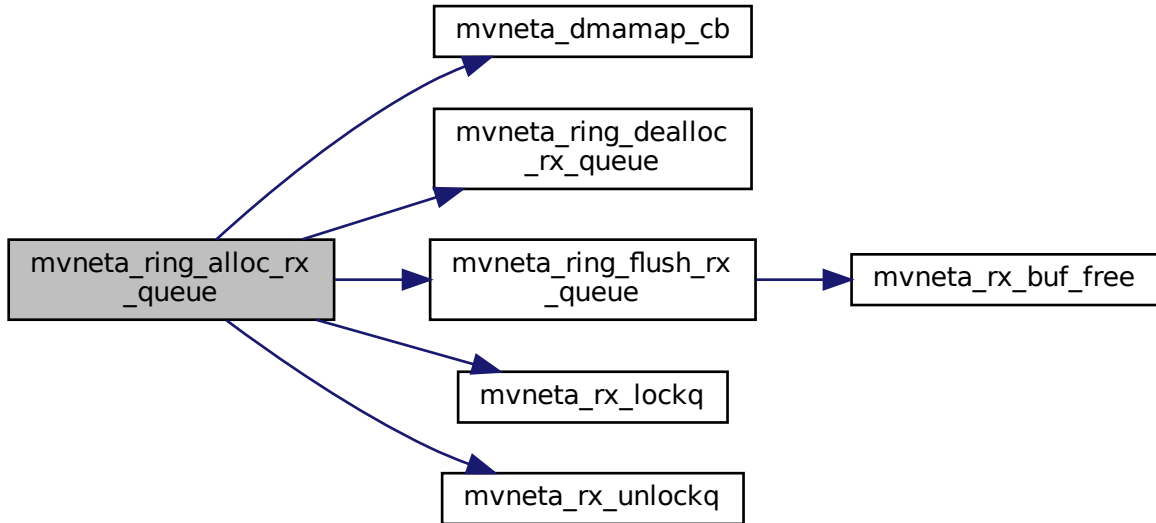 mvneta_dmamap_cb
mvneta_ring_dealloc
_rx_queue
mvneta_ring_alloc_rx
_queue
mvneta_ring_flush_rx
_queue
mvneta_rx_buf_free
mvneta_rx_lockq
mvneta_rx_unlockq